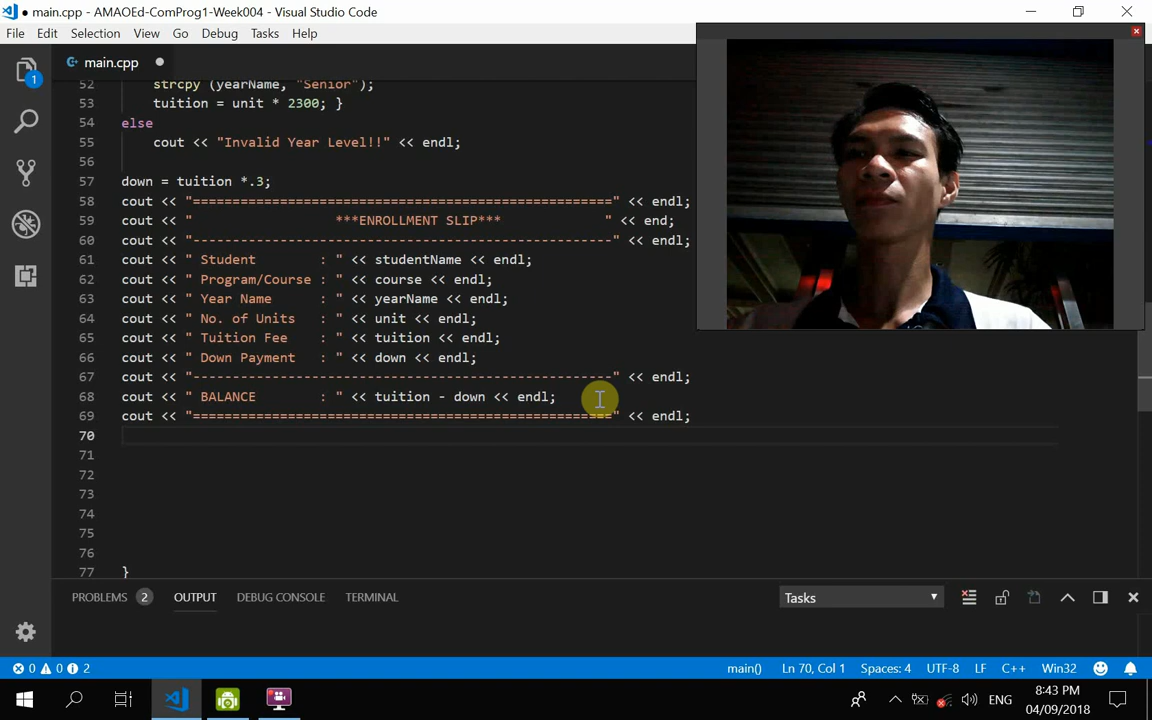 ● main.cpp - AMAOEd-ComProg1-Week004 - Visual Studio Code
File Edit Selection View Go Debug Tasks Help
main.cpp ●
52 strcpy (yearName, "Senior");
53 tuition = unit * 2300; }
54 else
55 cout << "Invalid Year Level!!" << endl;
56
57 down = tuition *.3;
58 cout << "=====================================================" << endl;
59 cout << "                  ***ENROLLMENT SLIP***             " << end;
60 cout << "-----------------------------------------------------" << endl;
61 cout << " Student        : " << studentName << endl;
62 cout << " Program/Course : " << course << endl;
63 cout << " Year Name      : " << yearName << endl;
64 cout << " No. of Units   : " << unit << endl;
65 cout << " Tuition Fee    : " << tuition << endl;
66 cout << " Down Payment   : " << down << endl;
67 cout << "-----------------------------------------------------" << endl;
68 cout << " BALANCE        : " << tuition - down << endl;
69 cout << "=====================================================" << endl;
70
71
72
73
74
75
76
77 }
1
PROBLEMS 2 OUTPUT DEBUG CONSOLE TERMINAL Tasks
0 0 2 main() Ln 70, Col 1 Spaces: 4 UTF-8 LF C++ Win32
ENG 8:43 PM
04/09/2018